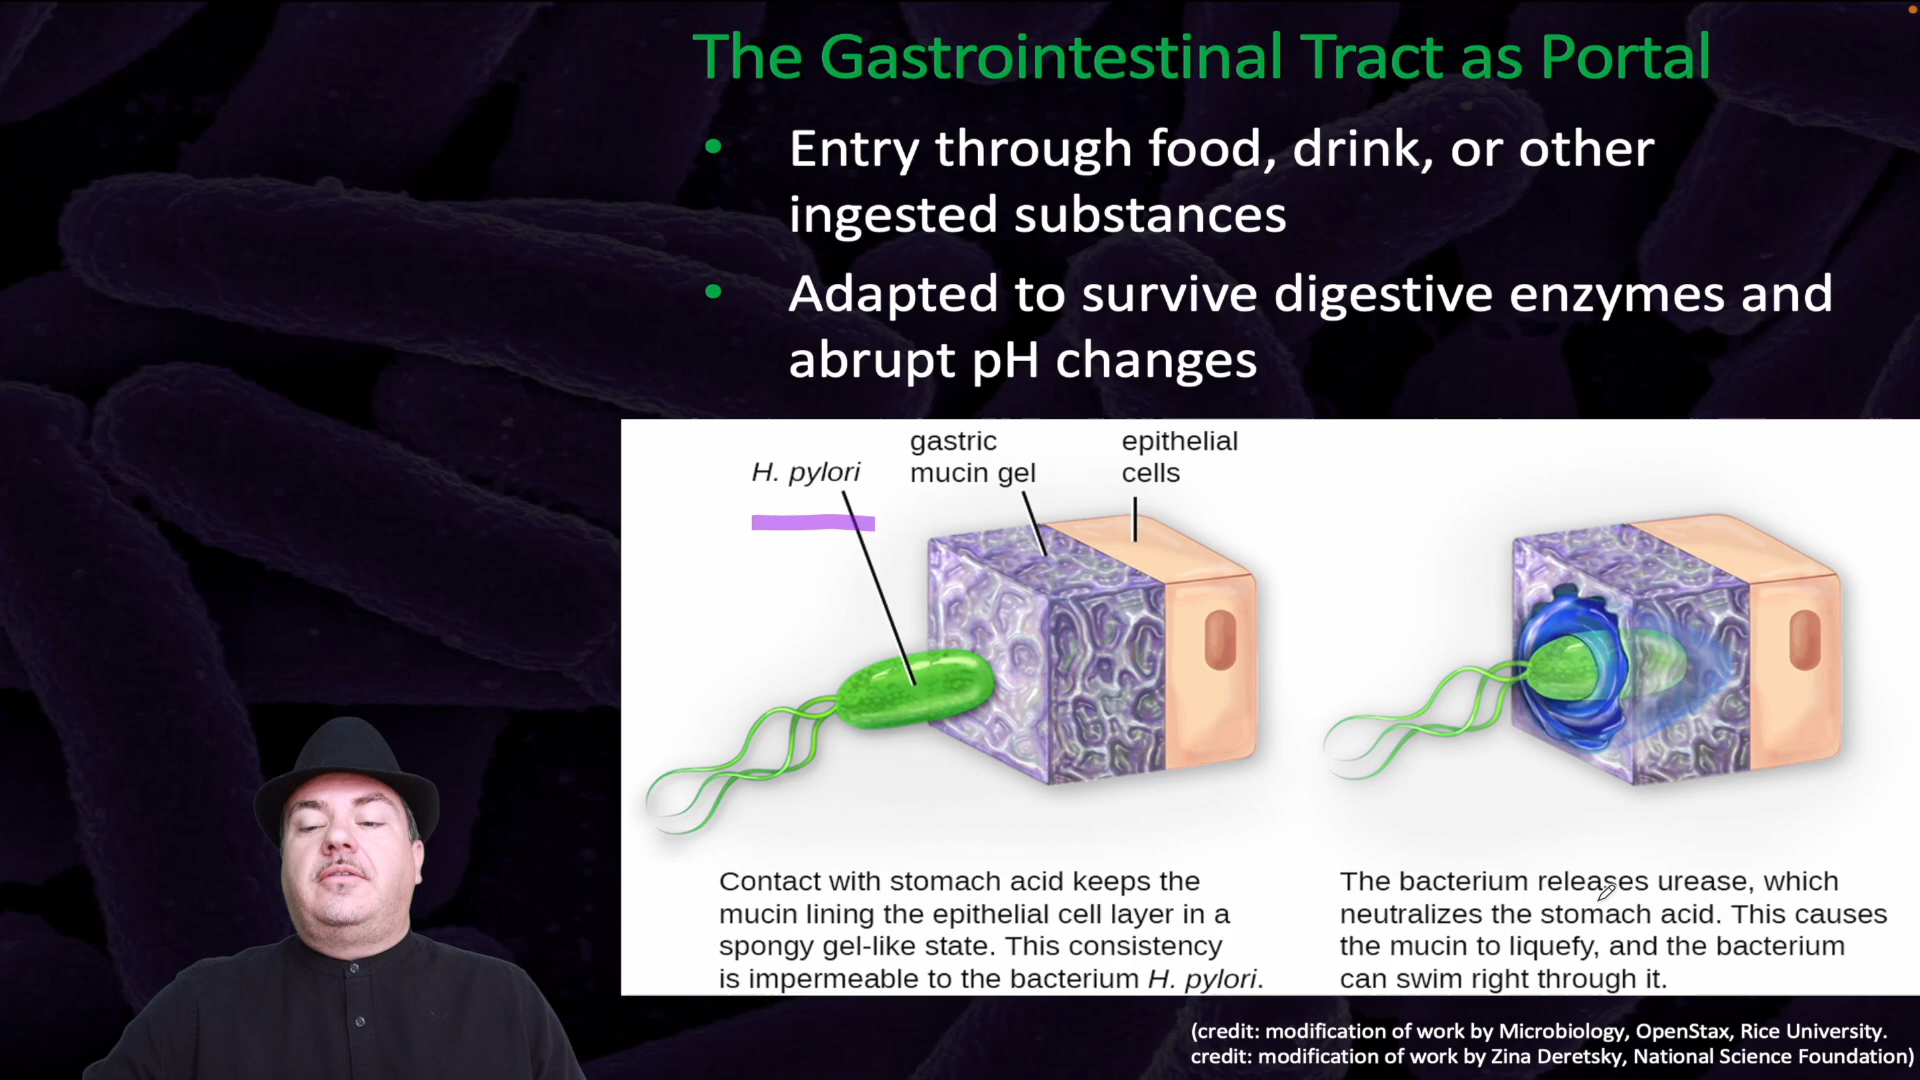 The Gastrointestinal Tract as Portal
• Entry through food, drink, or other
ingested substances
• Adapted to survive digestive enzymes and
abrupt pH changes
H. pylori
gastric
mucin gel
epithelial
cells
Contact with stomach acid keeps the
mucin lining the epithelial cell layer in a
spongy gel-like state. This consistency
is impermeable to the bacterium H. pylori.
The bacterium releases urease, which
neutralizes the stomach acid. This causes
the mucin to liquefy, and the bacterium
can swim right through it.
(credit: modification of work by Microbiology, OpenStax, Rice University.
credit: modification of work by Zina Deretsky, National Science Foundation)